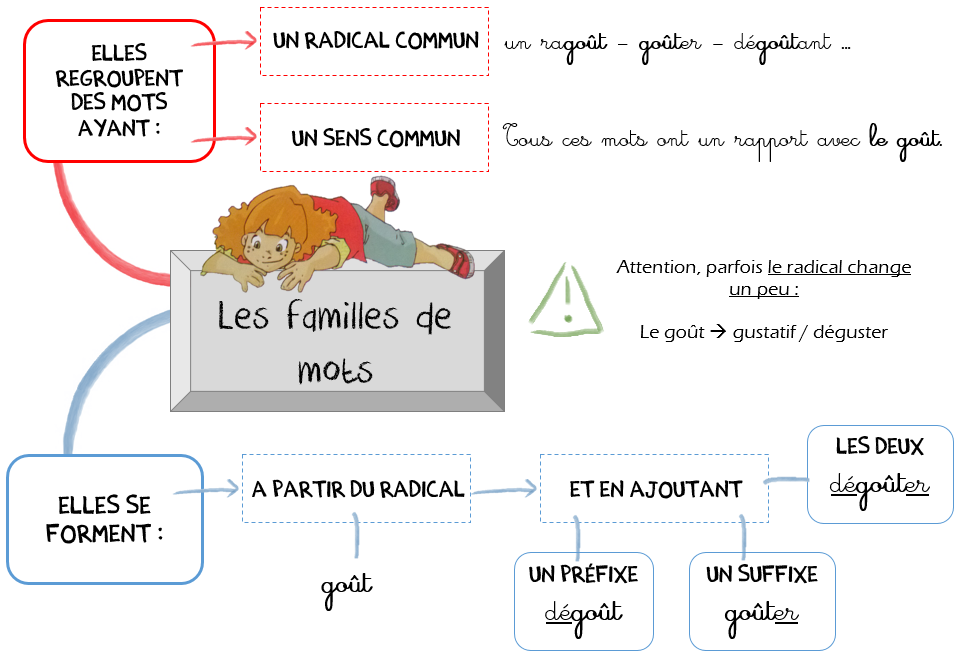 ELLES
REGROUPENT
DES MOTS
AYANT :
UN RADICAL COMMUN
un ragoût – goûter – dégoûtant ...
UN SENS COMMUN
Tous ces mots ont un rapport avec le goût.
Les familles de
mots
Attention, parfois le radical change
un peu :
Le goût → gustatif / déguster
ELLES SE
FORMENT :
A PARTIR DU RADICAL
goût
ET EN AJOUTANT
LES DEUX
dégoûter
UN PRÉFIXE
dégoût
UN SUFFIXE
goûter